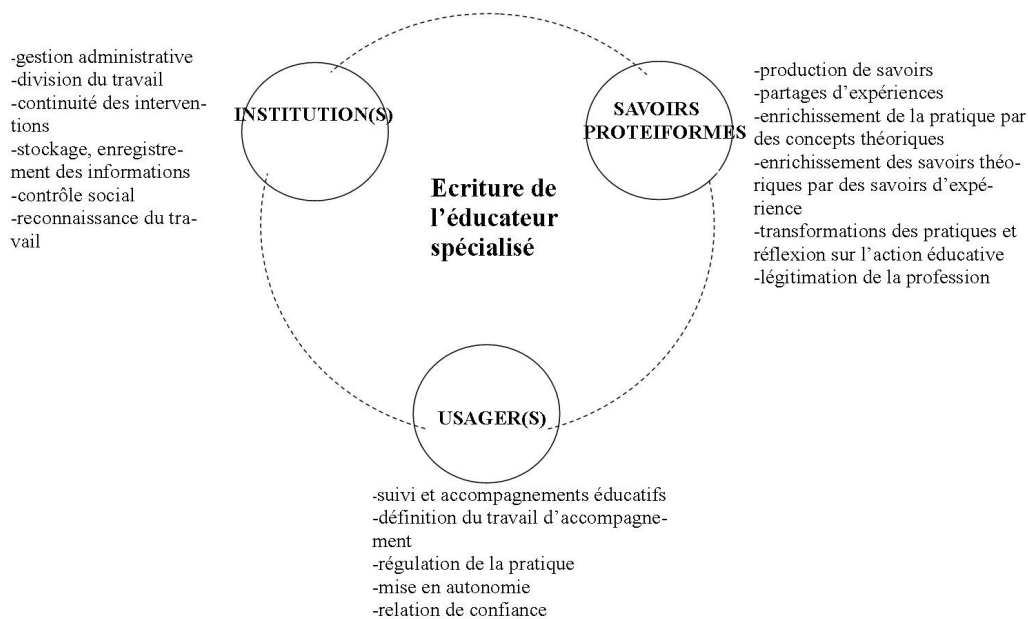 -gestion administrative
-division du travail
-continuité des interven-
tions
-stockage, enregistre-
ment des informations
-contrôle social
-reconnaissance du tra-
vail
INSTITUTION(S)
SAVOIRS
PROTEIFORMES
-production de savoirs
-partages d’expériences
-enrichissement de la pratique par
des concepts théoriques
-enrichissement des savoirs théo-
riques par des savoirs d’expé-
rience
-transformations des pratiques et
réflexion sur l’action éducative
-légitimation de la profession
Ecriture de
l’éducateur
spécialisé
USAGER(S)
-suivi et accompagnements éducatifs
-définition du travail d’accompagne-
ment
-régulation de la pratique
-mise en autonomie
-relation de confiance